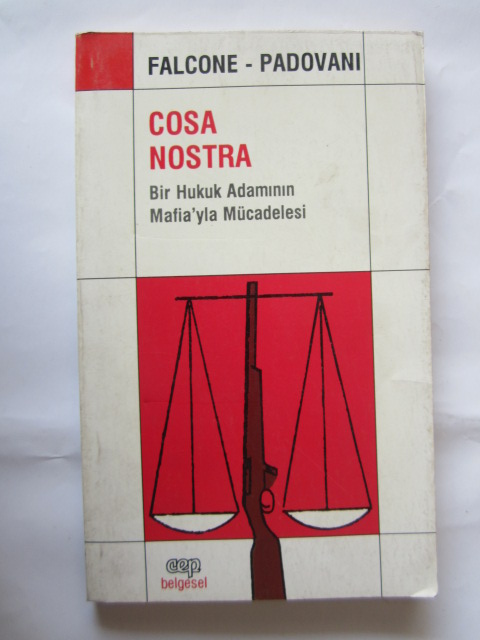 FALCONE - PADOVANI
COSA
NOSTRA
Bir Hukuk Adamının
Mafia'yla Mücadelesi
cep
belgesel